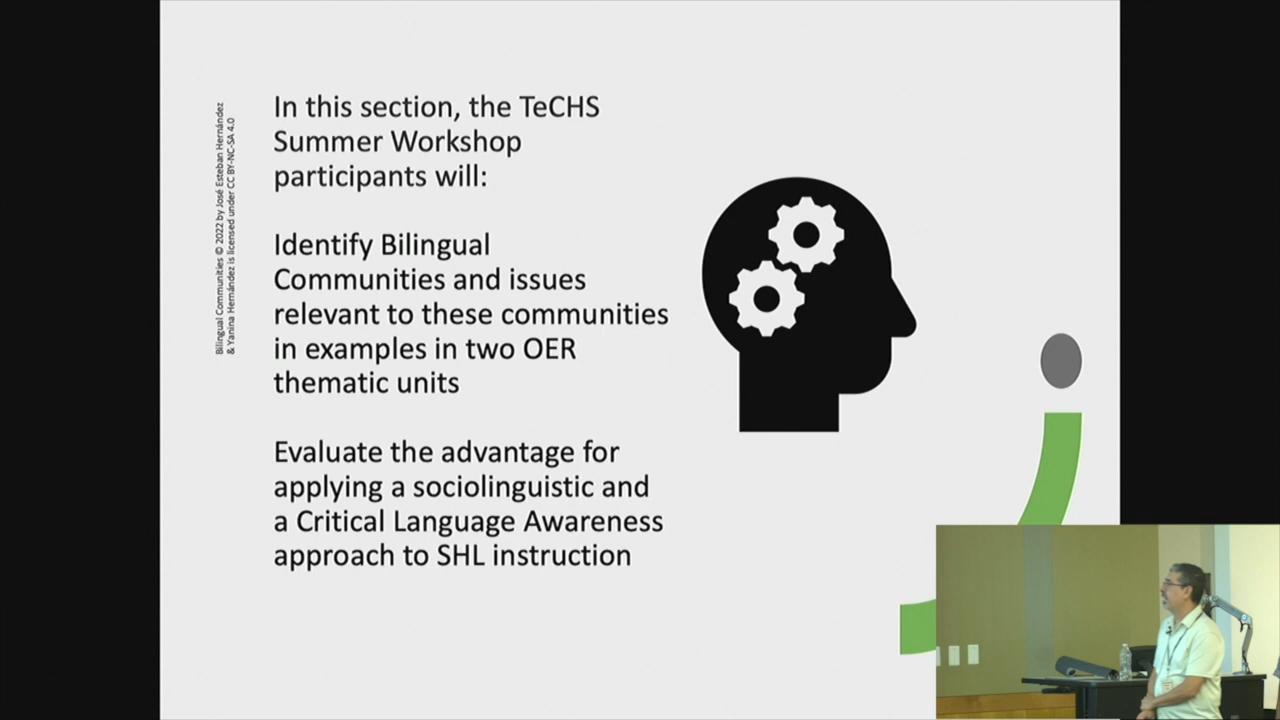 Bilingual Communities © 2022 by José Esteban Hernández
& Yanina Hernández is licensed under CC BY-NC-SA 4.0
In this section, the TeCHS
Summer Workshop
participants will:
Identify Bilingual
Communities and issues
relevant to these communities
in examples in two OER
thematic units
Evaluate the advantage for
applying a sociolinguistic and
a Critical Language Awareness
approach to SHL instruction